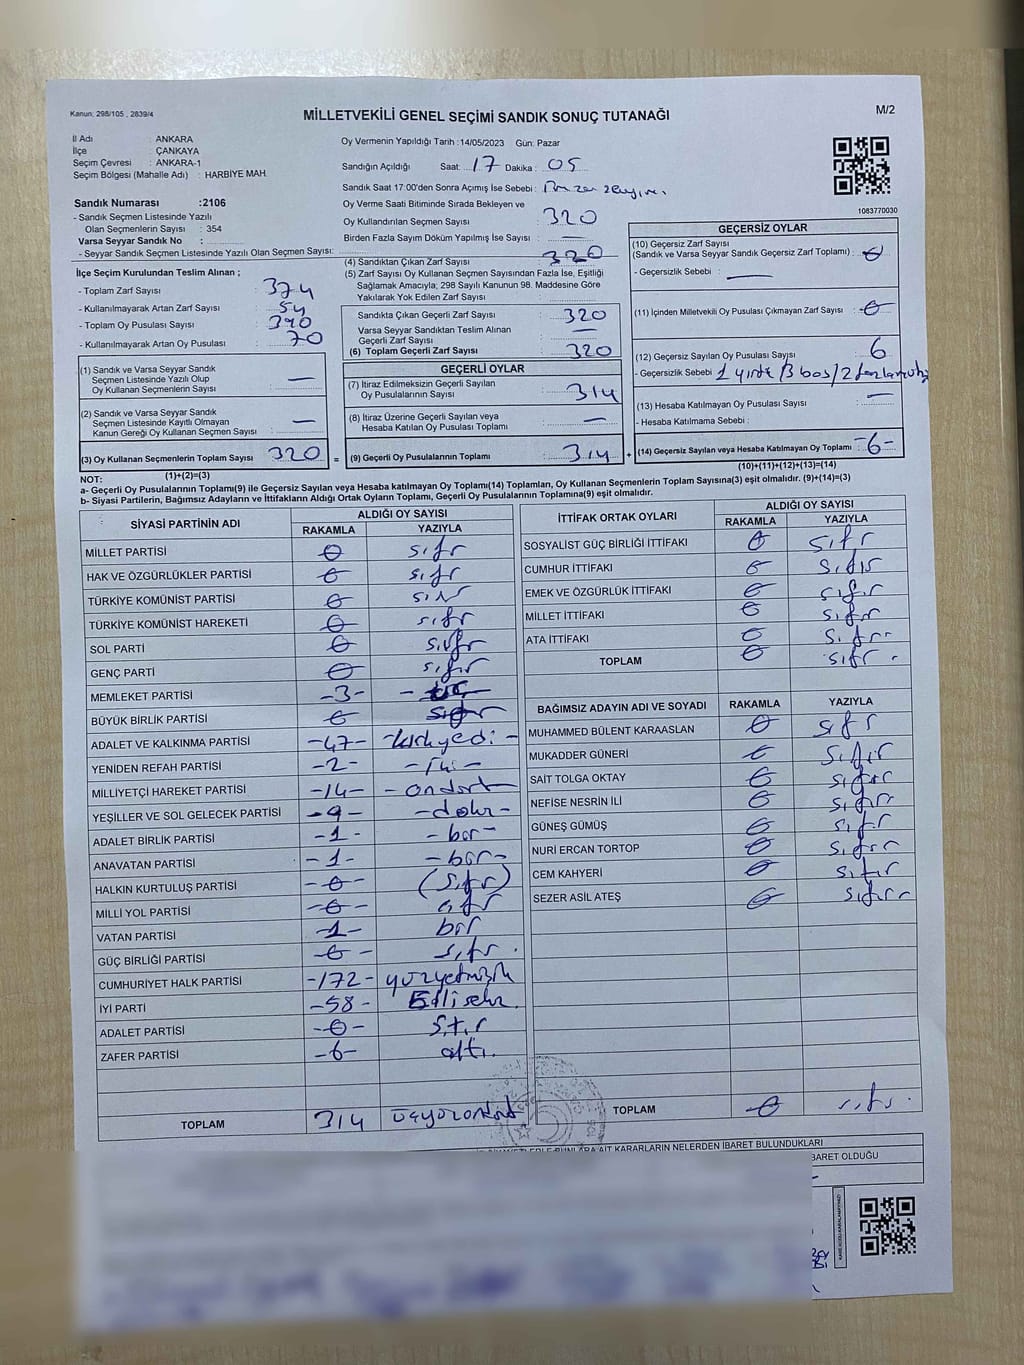 Kanun: 298/105 , 2839/4
MİLLETVEKİLİ GENEL SEÇİMİ SANDIK SONUÇ TUTANAĞI
M/2
İl Adı : ANKARA
İlçe : ÇANKAYA
Seçim Çevresi : ANKARA-1
Seçim Bölgesi (Mahalle Adı) : HARBİYE MAH.
Sandık Numarası :2106
- Sandık Seçmen Listesinde Yazılı
Olan Seçmenlerin Sayısı : 354
Varsa Seyyar Sandık No :
- Seyyar Sandık Seçmen Listesinde Yazılı Olan Seçmen Sayısı:
Oy Vermenin Yapıldığı Tarih :14/05/2023 Gün: Pazar
Sandığın Açıldığı Saat: 17 Dakika : 05
Sandık Saat 17:00'den Sonra Açımış İse Sebebi :
Oy Verme Saati Bitiminde Sırada Bekleyen ve
Oy Kullandırılan Seçmen Sayısı : 320
Birden Fazla Sayım Döküm Yapılmış İse Sayısı : —
(4) Sandıktan Çıkan Zarf Sayısı : 320
(5) Zarf Sayısı Oy Kullanan Seçmen Sayısından Fazla İse, Eşitliği
Sağlamak Amacıyla; 298 Sayılı Kanunun 98. Maddesine Göre
Yakılarak Yok Edilen Zarf Sayısı :
1083770030
İlçe Seçim Kurulundan Teslim Alınan ;
- Toplam Zarf Sayısı : 374
- Kullanılmayarak Artan Zarf Sayısı : 54
- Toplam Oy Pusulası Sayısı : 390
- Kullanılmayarak Artan Oy Pusulası : 70
Sandıkta Çıkan Geçerli Zarf Sayısı : 320
Varsa Seyyar Sandıktan Teslim Alınan
Geçerli Zarf Sayısı : —
(6) Toplam Geçerli Zarf Sayısı : 320
(1) Sandık ve Varsa Seyyar Sandık
Seçmen Listesinde Yazılı Olup
Oy Kullanan Seçmenlerin Sayısı : —
(2) Sandık ve Varsa Seyyar Sandık
Seçmen Listesinde Kayıtlı Olmayan
Kanun Gereği Oy Kullanan Seçmen Sayısı : —
(3) Oy Kullanan Seçmenlerin Toplam Sayısı : 320
(1)+(2)=(3)
GEÇERLİ OYLAR
(7) İtiraz Edilmeksizin Geçerli Sayılan
Oy Pusulalarının Sayısı : 314
(8) İtiraz Üzerine Geçerli Sayılan veya
Hesaba Katılan Oy Pusulası Toplamı : —
= (9) Geçerli Oy Pusulalarının Toplamı : 314 +
GEÇERSİZ OYLAR
(10) Geçersiz Zarf Sayısı
(Sandık ve Varsa Seyyar Sandık Geçersiz Zarf Toplamı) : 0
- Geçersizlik Sebebi : —
(11) İçinden Milletvekili Oy Pusulası Çıkmayan Zarf Sayısı : 0
(12) Geçersiz Sayılan Oy Pusulası Sayısı : 6
- Geçersizlik Sebebi : 1 yırtık/3 boş/2
(13) Hesaba Katılmayan Oy Pusulası Sayısı : —
- Hesaba Katılmama Sebebi :
(14) Geçersiz Sayılan veya Hesaba Katılmayan Oy Toplamı : -6-
(10)+(11)+(12)+(13)=(14)
NOT:
a- Geçerli Oy Pusulalarının Toplamı(9) ile Geçersiz Sayılan veya Hesaba Katılmayan Oy Toplamı(14) Toplamları, Oy Kullanan Seçmenlerin Toplam Sayısına(3) eşit olmalıdır. (9)+(14)=(3)
b- Siyasi Partilerin, Bağımsız Adayların ve İttifakların Aldığı Ortak Oyların Toplamı, Geçerli Oy Pusulalarının Toplamına(9) eşit olmalıdır.
SİYASİ PARTİNİN ADI
ALDIĞI OY SAYISI
RAKAMLA YAZIYLA
MİLLET PARTİSİ 0 sıfır
HAK VE ÖZGÜRLÜKLER PARTİSİ 0 sıfır
TÜRKİYE KOMÜNİST PARTİSİ 0 sıfır
TÜRKİYE KOMÜNİST HAREKETİ 0 sıfır
SOL PARTİ 0 sıfır
GENÇ PARTİ 0 sıfır
MEMLEKET PARTİSİ -3- - üç -
BÜYÜK BİRLİK PARTİSİ 0 sıfır
ADALET VE KALKINMA PARTİSİ -47- -kırkyedi-
YENİDEN REFAH PARTİSİ -2- - iki -
MİLLİYETÇİ HAREKET PARTİSİ -14- - ondört
YEŞİLLER VE SOL GELECEK PARTİSİ -9- -dokuz-
ADALET BİRLİK PARTİSİ -1- - bir -
ANAVATAN PARTİSİ -1- - bir -
HALKIN KURTULUŞ PARTİSİ -0- (sıfır)
MİLLİ YOL PARTİSİ -0- sıfır
VATAN PARTİSİ -1- bir
GÜÇ BİRLİĞİ PARTİSİ -0- sıfır.
CUMHURİYET HALK PARTİSİ -172- yüzyetmişiki
İYİ PARTİ -58- Ellisekiz.
ADALET PARTİSİ -0- sıfır
ZAFER PARTİSİ -6- altı.
TOPLAM 314 üçyüzondört
İTTİFAK ORTAK OYLARI
ALDIĞI OY SAYISI
RAKAMLA YAZIYLA
SOSYALİST GÜÇ BİRLİĞİ İTTİFAKI 0 sıfır
CUMHUR İTTİFAKI 0 sıfır
EMEK VE ÖZGÜRLÜK İTTİFAKI 0 sıfır
MİLLET İTTİFAKI 0 sıfır
ATA İTTİFAKI 0 sıfır
TOPLAM 0 sıfır.
BAĞIMSIZ ADAYIN ADI VE SOYADI RAKAMLA YAZIYLA
MUHAMMED BÜLENT KARAASLAN 0 sıfır
MUKADDER GÜNERİ 0 sıfır
SAİT TOLGA OKTAY 0 sıfır
NEFİSE NESRİN İLİ 0 sıfır
GÜNEŞ GÜMÜŞ 0 sıfır
NURİ ERCAN TORTOP 0 sıfır
CEM KAHYERİ 0 sıfır
SEZER ASİL ATEŞ 0 sıfır
TOPLAM 0 sıfır.
AİT KARARLARIN NELERDEN İBARET BULUNDUKLARI
BARET OLDUĞU